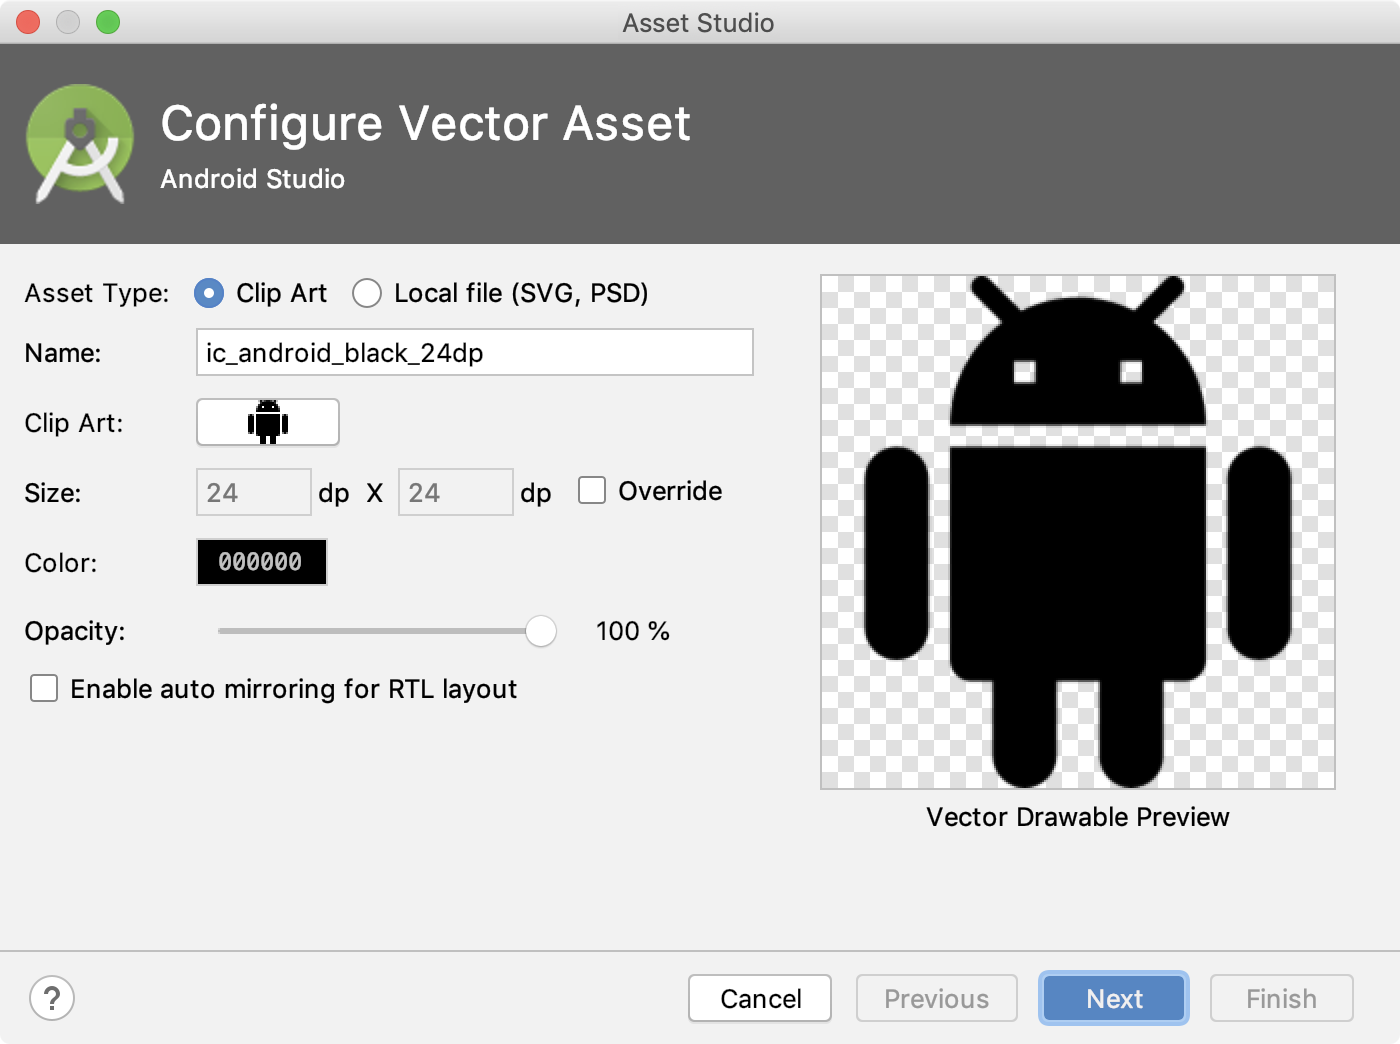 Asset Studio
Configure Vector Asset
Android Studio
Asset Type: Clip Art Local file (SVG, PSD)
Name: ic_android_black_24dp
Clip Art:
Size: 24 dp X 24 dp Override
Color: 000000
Opacity: 100 %
Enable auto mirroring for RTL layout
Vector Drawable Preview
? Cancel Previous Next Finish